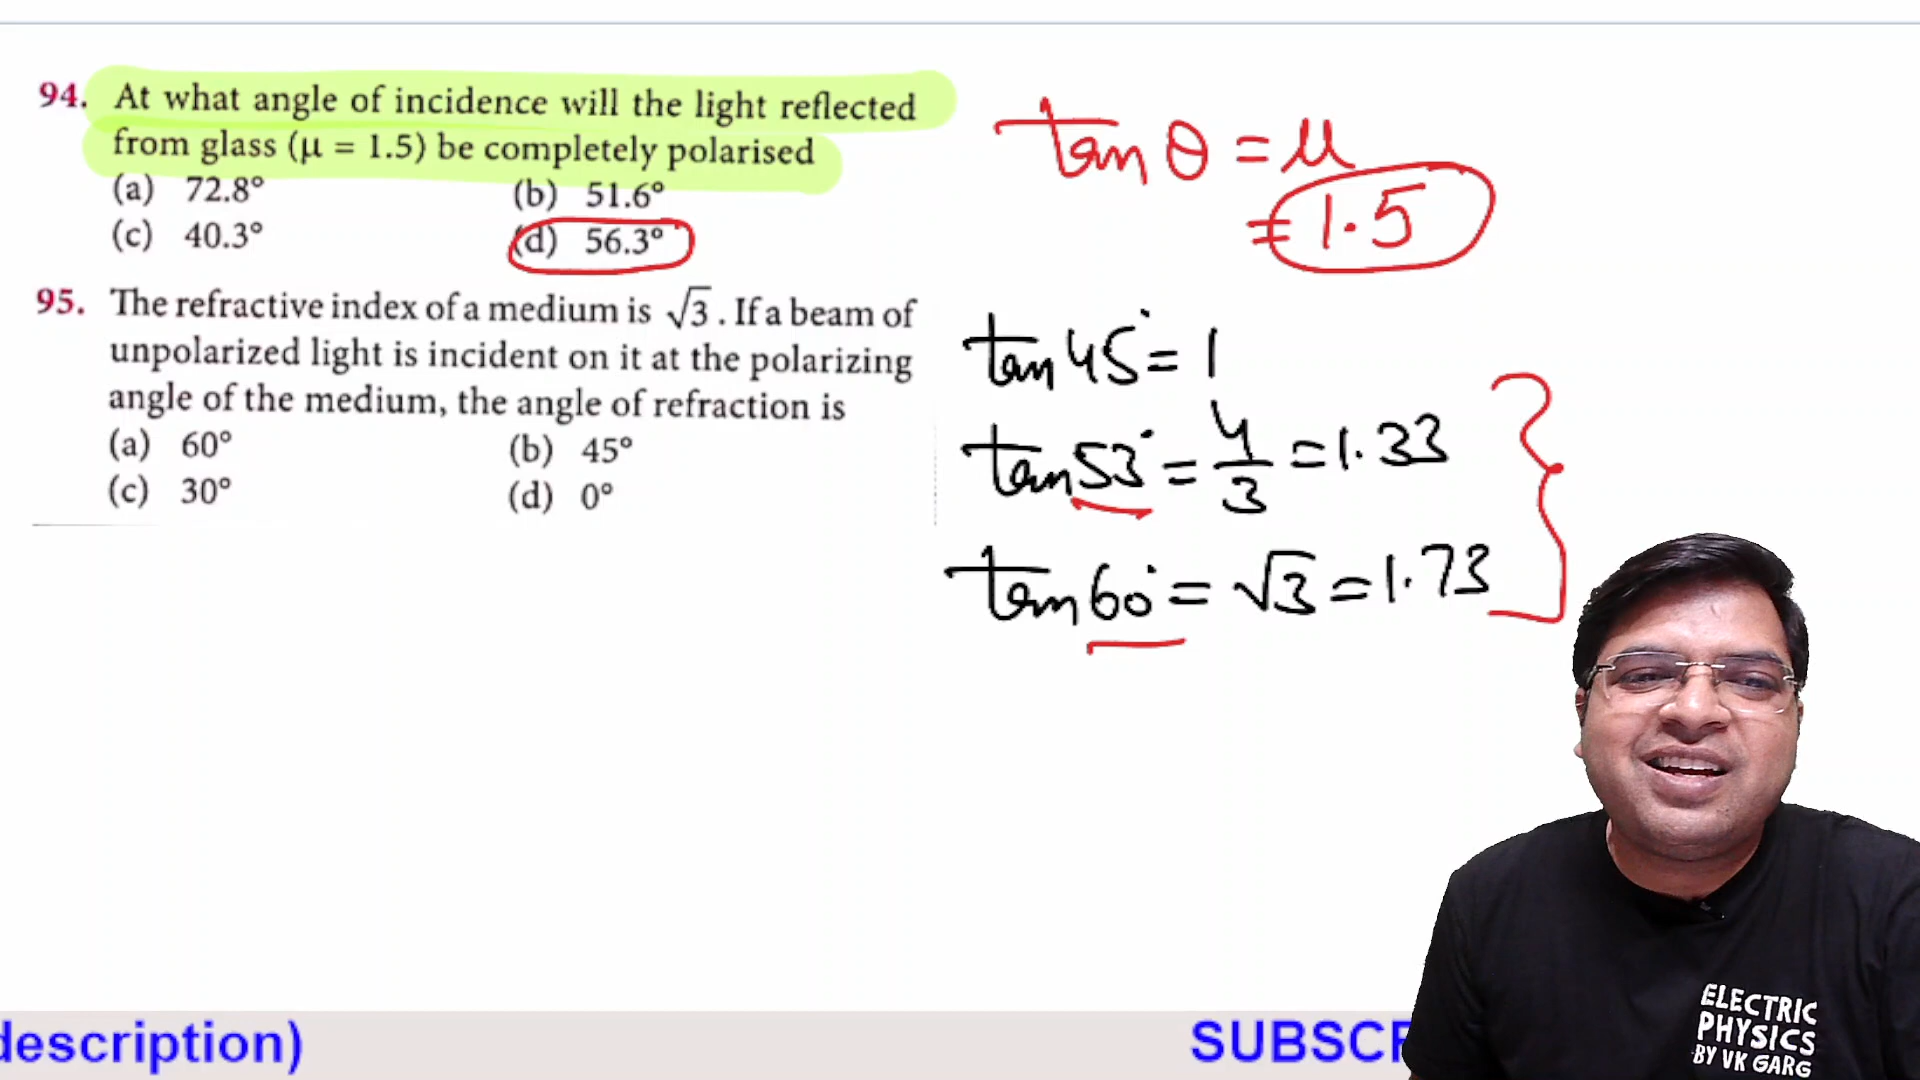 94. At what angle of incidence will the light reflected
from glass (μ = 1.5) be completely polarised
(a) 72.8° (b) 51.6°
(c) 40.3° (d) 56.3°
95. The refractive index of a medium is √3. If a beam of
unpolarized light is incident on it at the polarizing
angle of the medium, the angle of refraction is
(a) 60° (b) 45°
(c) 30° (d) 0°
tan θ = μ
= 1.5
tan 45° = 1
tan 53° = 4/3 = 1.33
tan 60° = √3 = 1.73
ELECTRIC
PHYSICS
BY VK GARG
description) SUBSCR